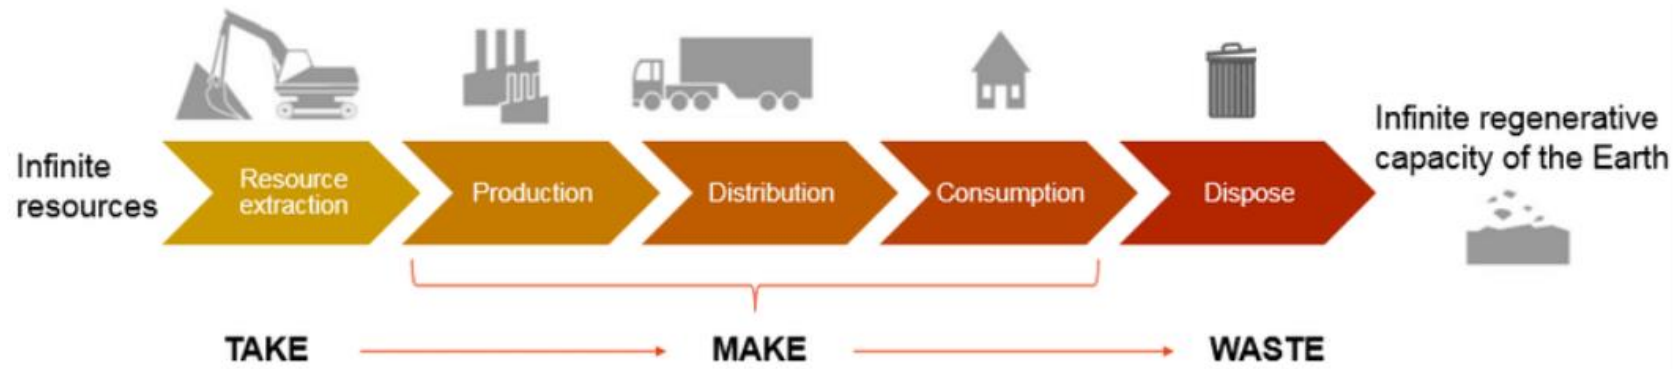 Infinite
resources
Resource
extraction
Production
Distribution
Consumption
Dispose
Infinite regenerative
capacity of the Earth
TAKE
MAKE
WASTE